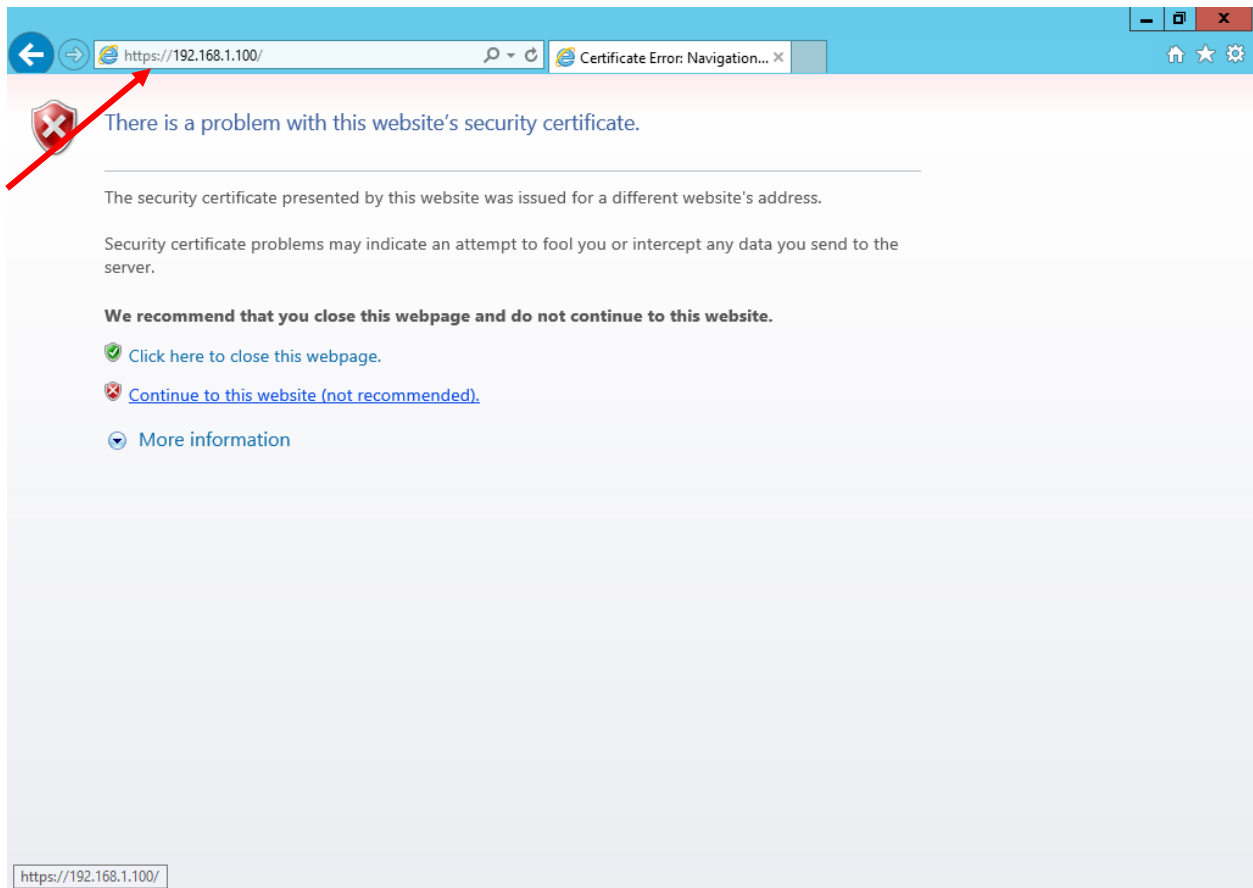 https://192.168.1.100/
Certificate Error: Navigation...
There is a problem with this website's security certificate.
The security certificate presented by this website was issued for a different website's address.
Security certificate problems may indicate an attempt to fool you or intercept any data you send to the
server.
We recommend that you close this webpage and do not continue to this website.
Click here to close this webpage.
Continue to this website (not recommended).
More information
https://192.168.1.100/